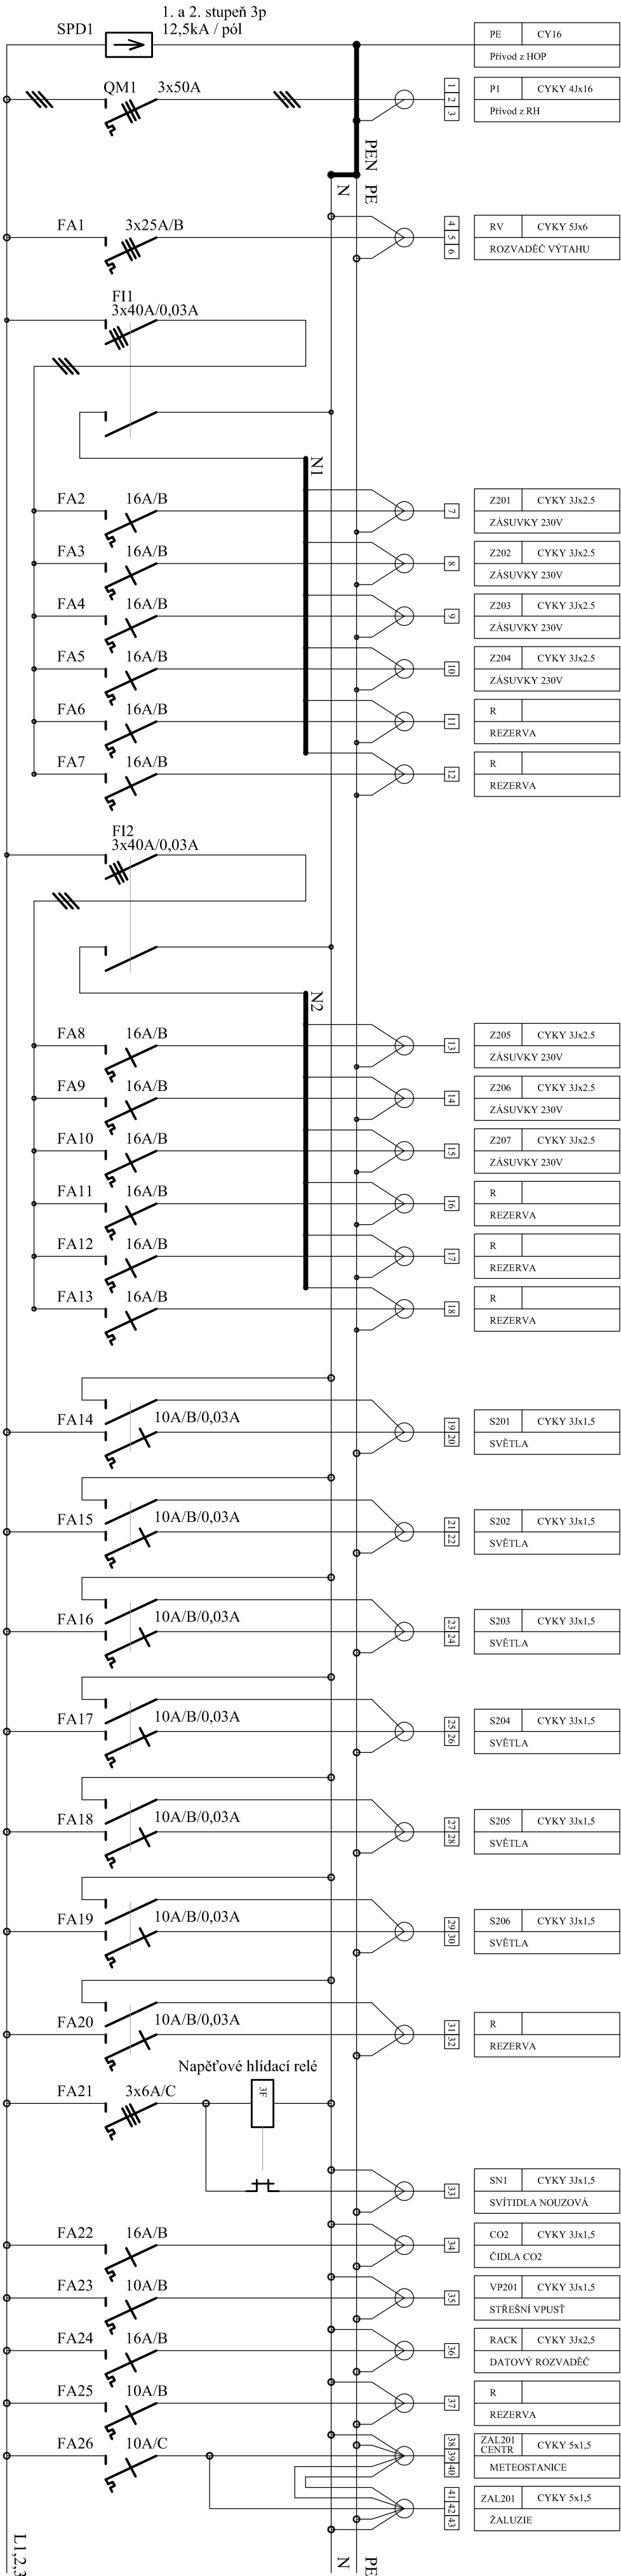 1. a 2. stupeň 3p
SPD1 12,5kA / pól
PE CY16
Přívod z HOP
QM1 3x50A
1
2
3
P1 CYKY 4Jx16
Přívod z RH
PEN
N PE
FA1 3x25A/B
4
5
6
RV CYKY 5Jx6
ROZVADĚČ VÝTAHU
FI1
3x40A/0,03A
N1
FA2 16A/B 7 Z201 CYKY 3Jx2.5
ZÁSUVKY 230V
FA3 16A/B 8 Z202 CYKY 3Jx2.5
ZÁSUVKY 230V
FA4 16A/B 9 Z203 CYKY 3Jx2.5
ZÁSUVKY 230V
FA5 16A/B 10 Z204 CYKY 3Jx2.5
ZÁSUVKY 230V
FA6 16A/B 11 R
REZERVA
FA7 16A/B 12 R
REZERVA
FI2
3x40A/0,03A
N2
FA8 16A/B 13 Z205 CYKY 3Jx2.5
ZÁSUVKY 230V
FA9 16A/B 14 Z206 CYKY 3Jx2.5
ZÁSUVKY 230V
FA10 16A/B 15 Z207 CYKY 3Jx2.5
ZÁSUVKY 230V
FA11 16A/B 16 R
REZERVA
FA12 16A/B 17 R
REZERVA
FA13 16A/B 18 R
REZERVA
FA14 10A/B/0,03A 19 20 S201 CYKY 3Jx1,5
SVĚTLA
FA15 10A/B/0,03A 21 22 S202 CYKY 3Jx1,5
SVĚTLA
FA16 10A/B/0,03A 23 24 S203 CYKY 3Jx1,5
SVĚTLA
FA17 10A/B/0,03A 25 26 S204 CYKY 3Jx1,5
SVĚTLA
FA18 10A/B/0,03A 27 28 S205 CYKY 3Jx1,5
SVĚTLA
FA19 10A/B/0,03A 29 30 S206 CYKY 3Jx1,5
SVĚTLA
FA20 10A/B/0,03A 31 32 R
REZERVA
Napěťové hlídací relé
FA21 3x6A/C 3F
33 SN1 CYKY 3Jx1,5
SVÍTIDLA NOUZOVÁ
FA22 16A/B 34 CO2 CYKY 3Jx1,5
ČIDLA CO2
FA23 10A/B 35 VP201 CYKY 3Jx1,5
STŘEŠNÍ VPUSŤ
FA24 16A/B 36 RACK CYKY 3Jx2,5
DATOVÝ ROZVADĚČ
FA25 10A/B 37 R
REZERVA
FA26 10A/C 38 39 40 ZAL201 CENTR CYKY 5x1,5
METEOSTANICE
41 42 43 ZAL201 CYKY 5x1,5
ŽALUZIE
L1,2,3 N PE